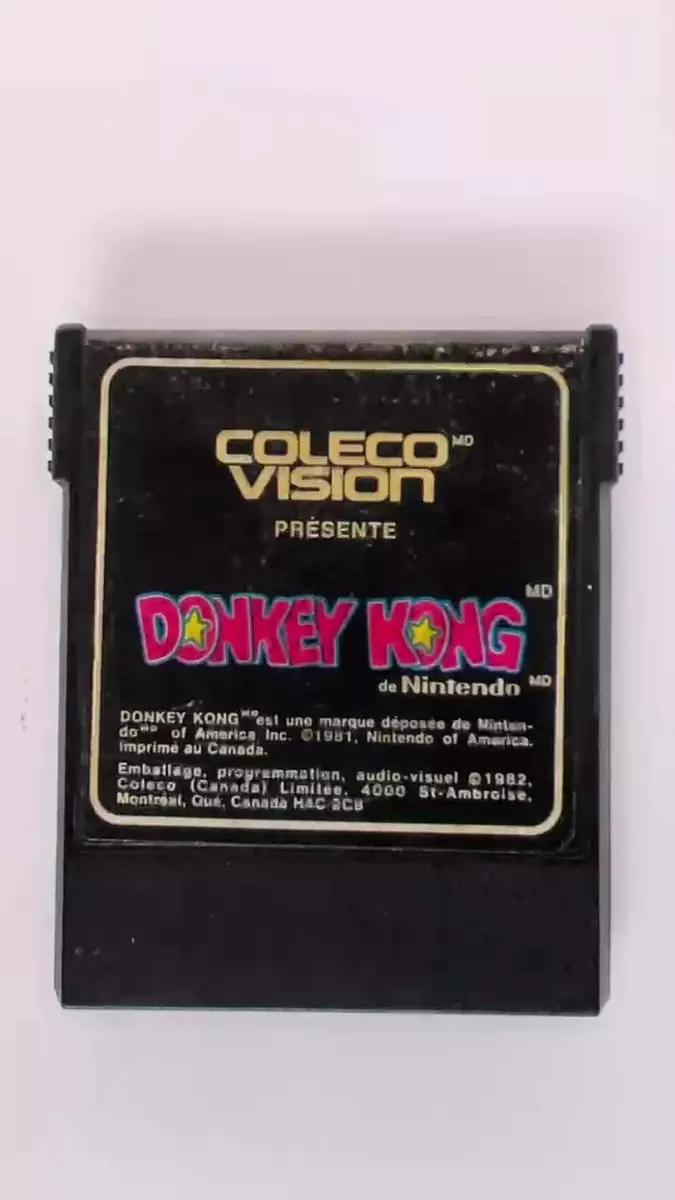 COLECO MD
VISION
PRÉSENTE
DONKEY KONG MD
de Nintendo MD
DONKEY KONG MD est une marque déposée de Ninten-
do MD of America Inc. ©1981, Nintendo of America.
Imprimé au Canada.
Emballage, programmation, audio-visuel ©1982,
Coleco (Canada) Limitée. 4000 St-Ambroise,
Montréal, Qué, Canada H4C 2C8